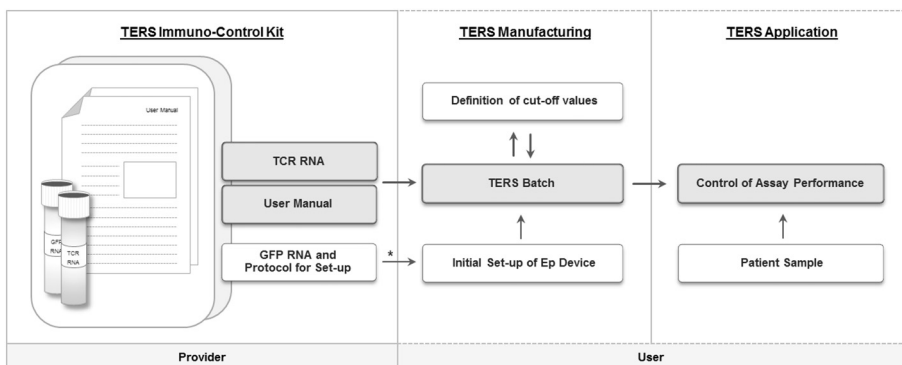 TERS Immuno-Control Kit
TERS Manufacturing
TERS Application
User Manual
GFP
RNA
TCR
RNA
TCR RNA
User Manual
GFP RNA and
Protocol for Set-up
*
Definition of cut-off values
TERS Batch
Initial Set-up of Ep Device
Control of Assay Performance
Patient Sample
Provider
User